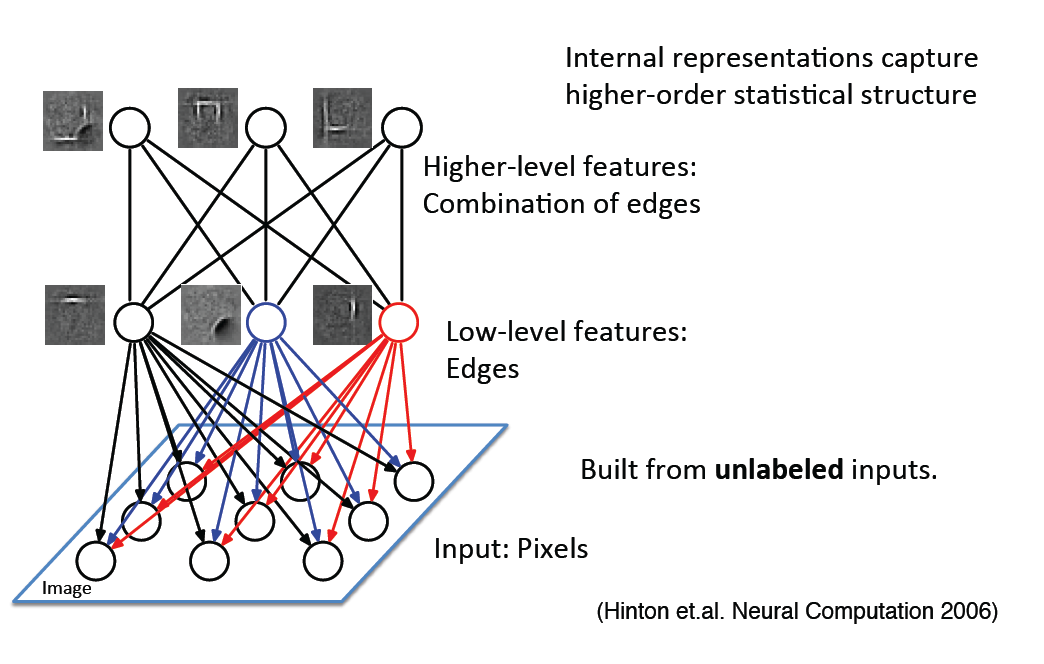 Internal representations capture
higher-order statistical structure
Higher-level features:
Combination of edges
Low-level features:
Edges
Built from unlabeled inputs.
Input: Pixels
Image
(Hinton et.al. Neural Computation 2006)